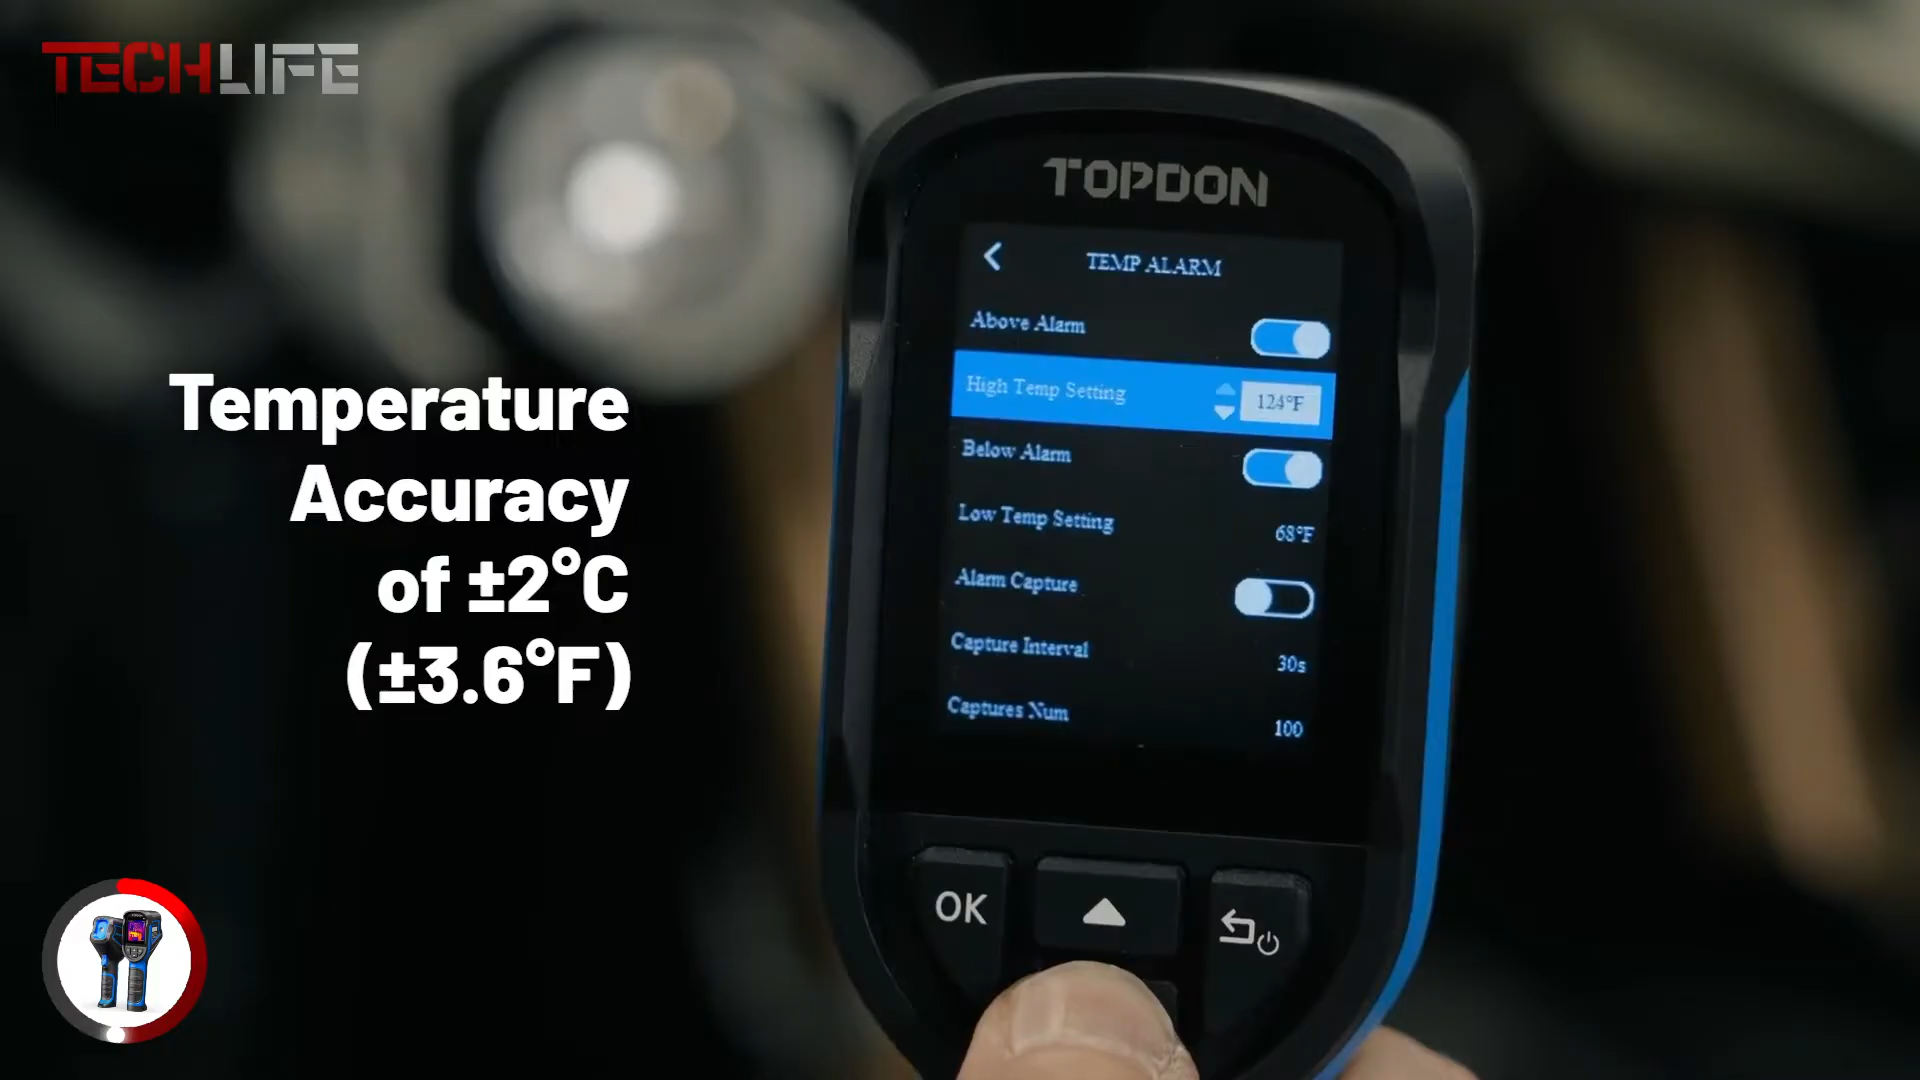 TECHLIFE
Temperature
Accuracy
of ±2°C
(±3.6°F)
TOPDON
TEMP ALARM
Above Alarm
High Temp Setting 124°F
Below Alarm
Low Temp Setting 68°F
Alarm Capture
Capture Interval 30s
Captures Num 100
OK